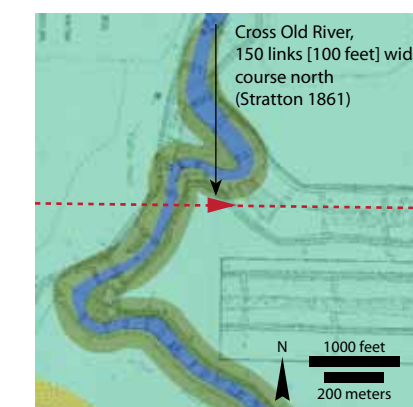 Cross Old River,
150 links [100 feet] wid
course north
(Stratton 1861)
N
1000 feet
200 meters